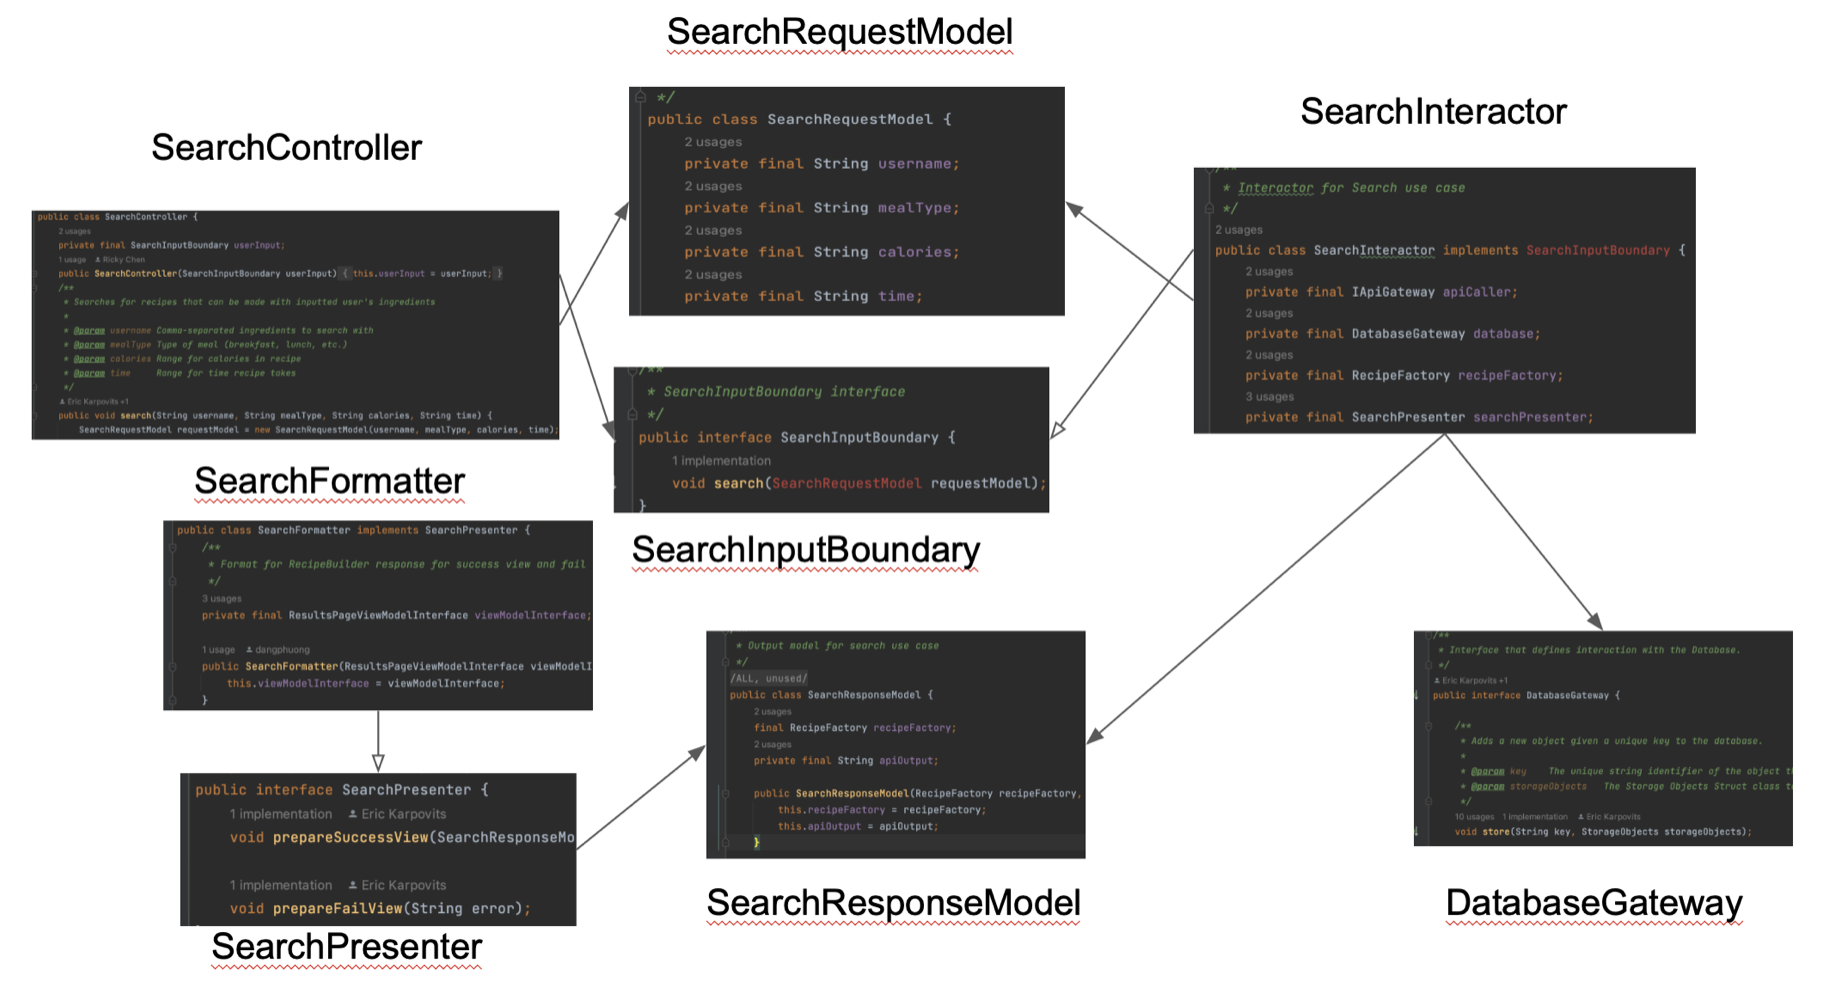 SearchRequestModel
*/
public class SearchRequestModel {
2 usages
private final String username;
2 usages
private final String mealType;
2 usages
private final String calories;
2 usages
private final String time;
SearchController
public class SearchController {
2 usages
private final SearchInputBoundary userInput;
1 usage Ricky Chen
public SearchController(SearchInputBoundary userInput) { this.userInput = userInput; }
/**
* Searches for recipes that can be made with inputted user's ingredients
*
* @param username Comma-separated ingredients to search with
* @param mealType Type of meal (breakfast, lunch, etc.)
* @param calories Range for calories in recipe
* @param time Range for time recipe takes
*/
Eric Karpovits +1
public void search(String username, String mealType, String calories, String time) {
SearchRequestModel requestModel = new SearchRequestModel(username, mealType, calories, time);
SearchInteractor
/**
* Interactor for Search use case
*/
2 usages
public class SearchInteractor implements SearchInputBoundary {
2 usages
private final IApiGateway apiCaller;
2 usages
private final DatabaseGateway database;
2 usages
private final RecipeFactory recipeFactory;
3 usages
private final SearchPresenter searchPresenter;
/**
* SearchInputBoundary interface
*/
public interface SearchInputBoundary {
1 implementation
void search(SearchRequestModel requestModel);
}
SearchInputBoundary
SearchFormatter
public class SearchFormatter implements SearchPresenter {
/**
* Format for RecipeBuilder response for success view and fail
*/
3 usages
private final ResultsPageViewModelInterface viewModelInterface;
1 usage dangphuong
public SearchFormatter(ResultsPageViewModelInterface viewModelI
this.viewModelInterface = viewModelInterface;
}
public interface SearchPresenter {
1 implementation Eric Karpovits
void prepareSuccessView(SearchResponseMo
1 implementation Eric Karpovits
void prepareFailView(String error);
SearchPresenter
* Output model for search use case
*/
/ALL, unused/
public class SearchResponseModel {
2 usages
final RecipeFactory recipeFactory;
2 usages
private final String apiOutput;
public SearchResponseModel(RecipeFactory recipeFactory,
this.recipeFactory = recipeFactory;
this.apiOutput = apiOutput;
}
SearchResponseModel
/**
* Interface that defines interaction with the Database.
*/
Eric Karpovits +1
public interface DatabaseGateway {
/**
* Adds a new object given a unique key to the database.
*
* @param key The unique string identifier of the object th
* @param storageObjects The Storage Objects Struct class to
*/
10 usages 1 implementation Eric Karpovits
void store(String key, StorageObjects storageObjects);
DatabaseGateway